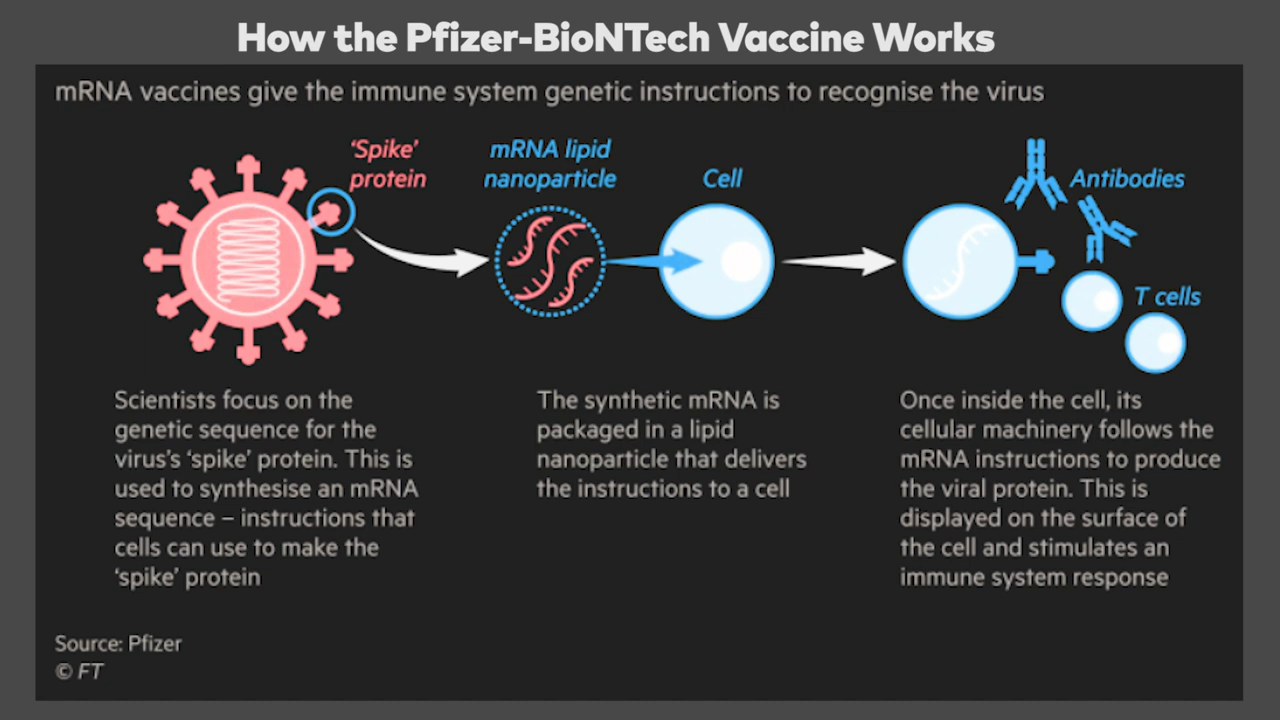 How the Pfizer-BioNTech Vaccine Works
mRNA vaccines give the immune system genetic instructions to recognise the virus
‘Spike’
protein
mRNA lipid
nanoparticle
Cell
Antibodies
T cells
Scientists focus on the
genetic sequence for the
virus’s ‘spike’ protein. This is
used to synthesise an mRNA
sequence – instructions that
cells can use to make the
‘spike’ protein
The synthetic mRNA is
packaged in a lipid
nanoparticle that delivers
the instructions to a cell
Once inside the cell, its
cellular machinery follows the
mRNA instructions to produce
the viral protein. This is
displayed on the surface of
the cell and stimulates an
immune system response
Source: Pfizer
© FT